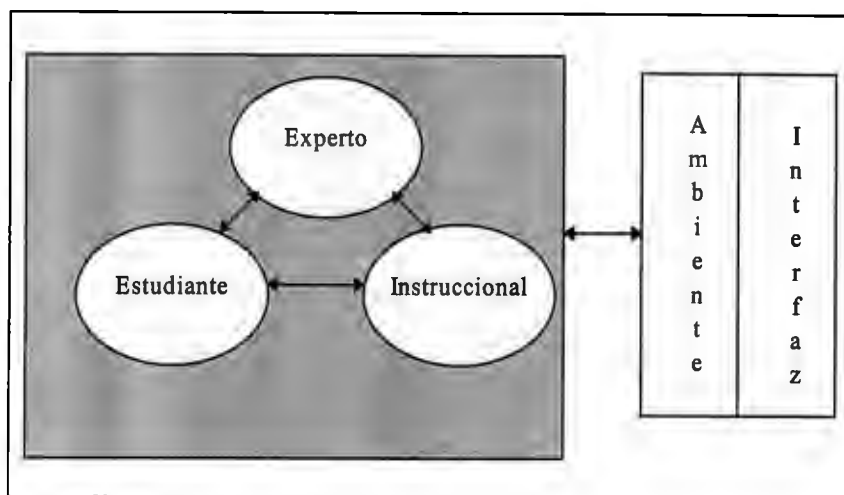 Experto
Estudiante
Instruccional
Ambiente
Interfaz